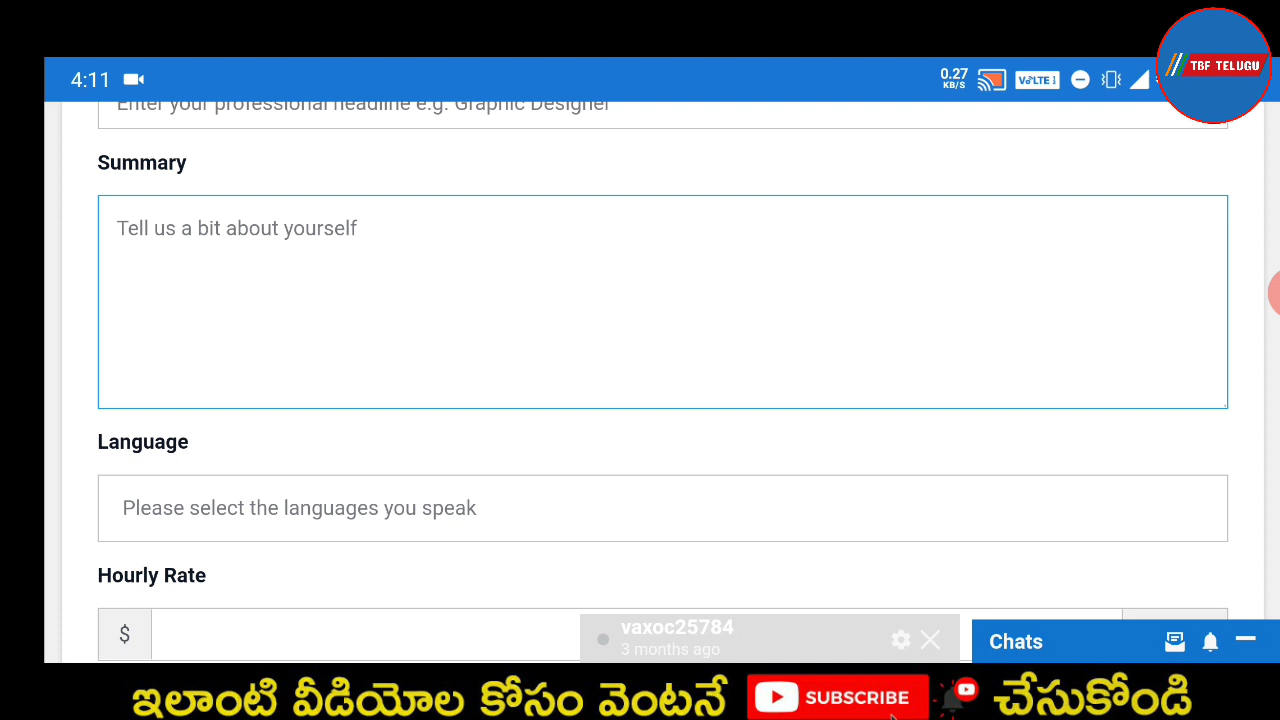 4:11
0.27
KB/S
VoLTE
TBF TELUGU
Enter your professional headline e.g. Graphic Designer
Summary
Tell us a bit about yourself
Language
Please select the languages you speak
Hourly Rate
$
vaxoc25784
3 months ago
Chats
ఇలాంటి వీడియోల కోసం వెంటనే SUBSCRIBE చేసుకోండి